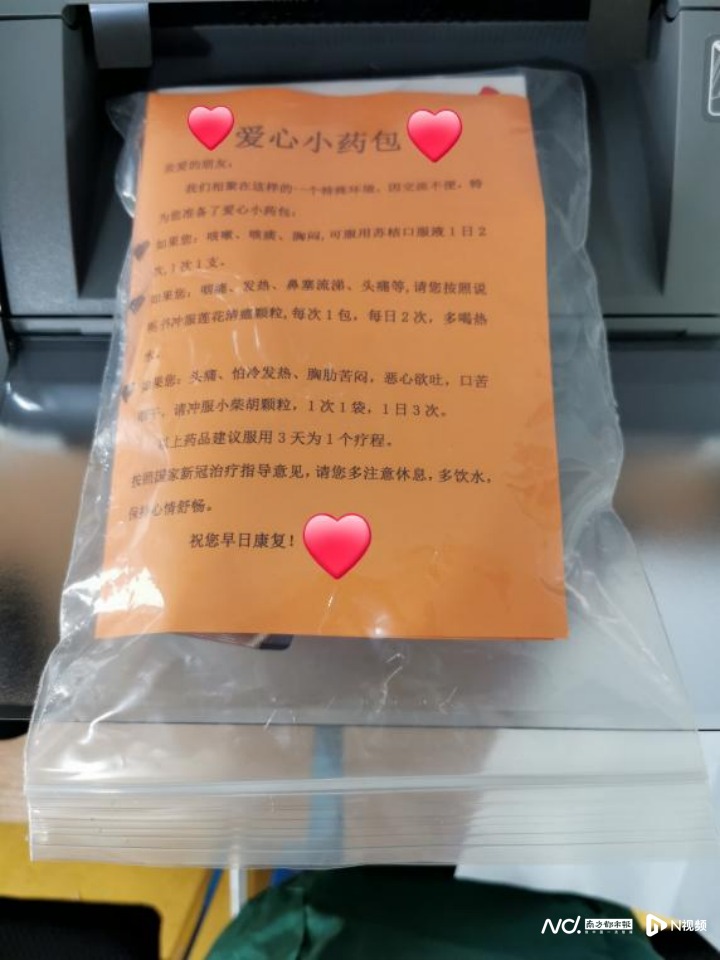 爱心小药包
亲爱的朋友:
我们相聚在这样的一个特殊环境、因交流不便,特
为您准备了爱心小药包:
如果您:咳嗽、咳痰、胸闷,可服用苏桔口服液1日2
次,1次1支。
如果您:咽痛、发热、鼻塞流涕、头痛等,请您按照说
明书冲服莲花清瘟颗粒,每次1包,每日2次,多喝热
水。
如果您:头痛、怕冷发热、胸肋苦闷,恶心欲吐,口苦
请冲服小柴胡颗粒,1次1袋,1日3次。
以上药品建议服用3天为1个疗程。
按照国家新冠治疗指导意见,请您多注意休息,多饮水,
保持心情舒畅。
祝您早日康复!
nd. 南方都市报 N视频